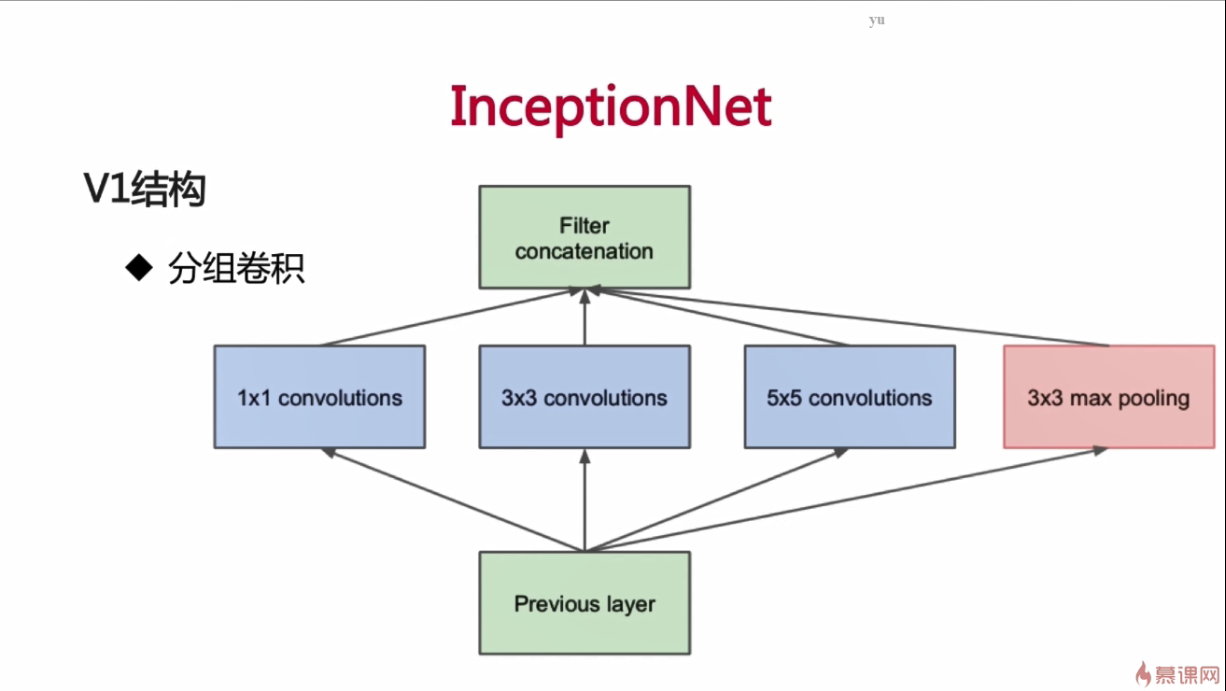 yu
InceptionNet
V1结构
◆ 分组卷积
Filter
concatenation
1x1 convolutions
3x3 convolutions
5x5 convolutions
3x3 max pooling
Previous layer
慕课网